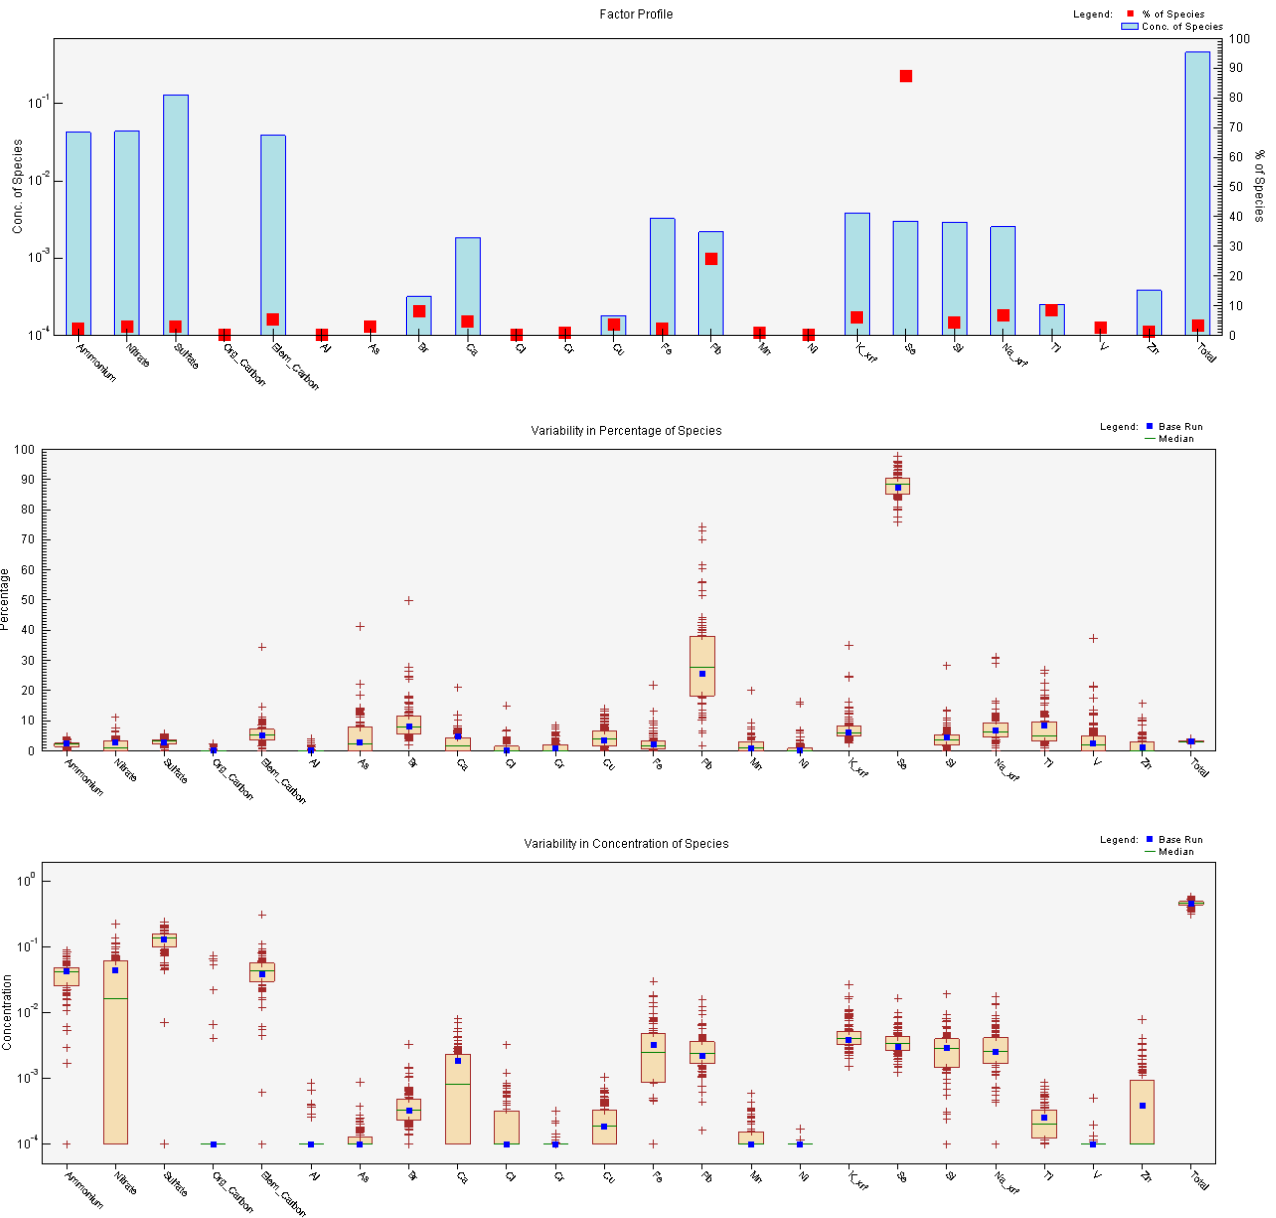 Factor Profile
Legend: % of Species
Conc. of Species
Conc. of Species
% of Species
10^-1
10^-2
10^-3
10^-4
100
90
80
70
60
50
40
30
20
10
0
Ammonium
Nitrate
Sulfate
Org_Carbon
Elem_Carbon
Al
As
Br
Ca
Cl
Cr
Cu
Fe
Pb
Mn
Ni
K_xrf
Se
Si
Na_xrf
Ti
V
Zn
Total
Variability in Percentage of Species
Legend: Base Run
Median
Percentage
100
90
80
70
60
50
40
30
20
10
0
Ammonium
Nitrate
Sulfate
Org_Carbon
Elem_Carbon
Al
As
Br
Ca
Cl
Cr
Cu
Fe
Pb
Mn
Ni
K_xrf
Se
Si
Na_xrf
Ti
V
Zn
Total
Variability in Concentration of Species
Legend: Base Run
Median
Concentration
10^0
10^-1
10^-2
10^-3
10^-4
Ammonium
Nitrate
Sulfate
Org_Carbon
Elem_Carbon
Al
As
Br
Ca
Cl
Cr
Cu
Fe
Pb
Mn
Ni
K_xrf
Se
Si
Na_xrf
Ti
V
Zn
Total